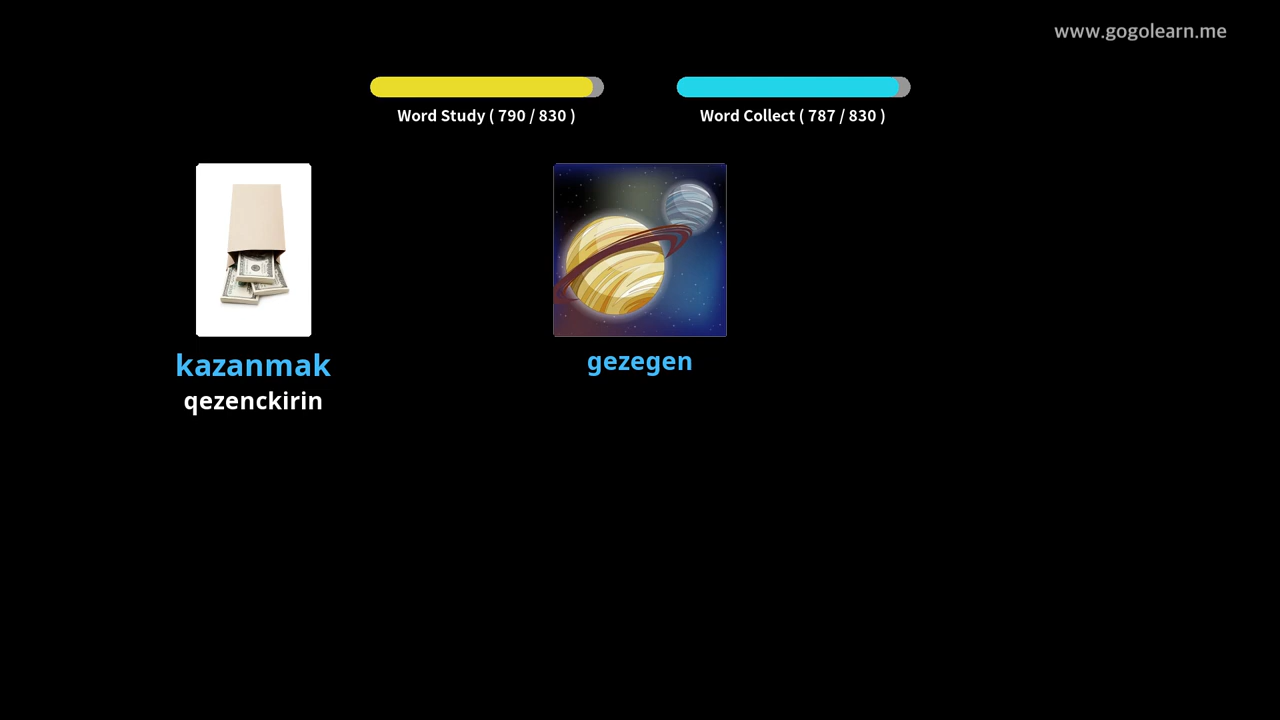 www.gogolearn.me
Word Study ( 790 / 830 )
Word Collect ( 787 / 830 )
kazanmak
qezenckirin
gezegen